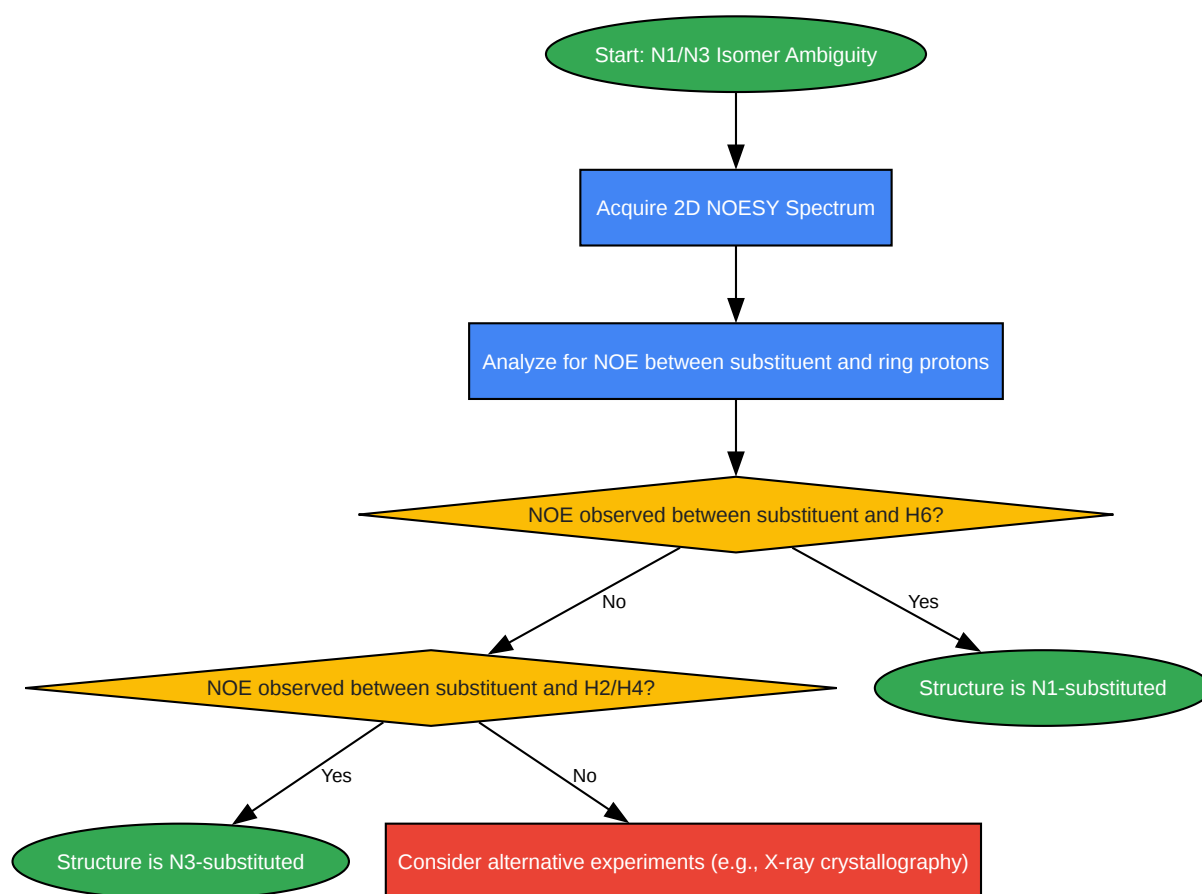 Start: N1/N3 Isomer Ambiguity
Acquire 2D NOESY Spectrum
Analyze for NOE between substituent and ring protons
NOE observed between substituent and H6?
No
Yes
NOE observed between substituent and H2/H4?
Structure is N1-substituted
Yes
No
Structure is N3-substituted
Consider alternative experiments (e.g., X-ray crystallography)